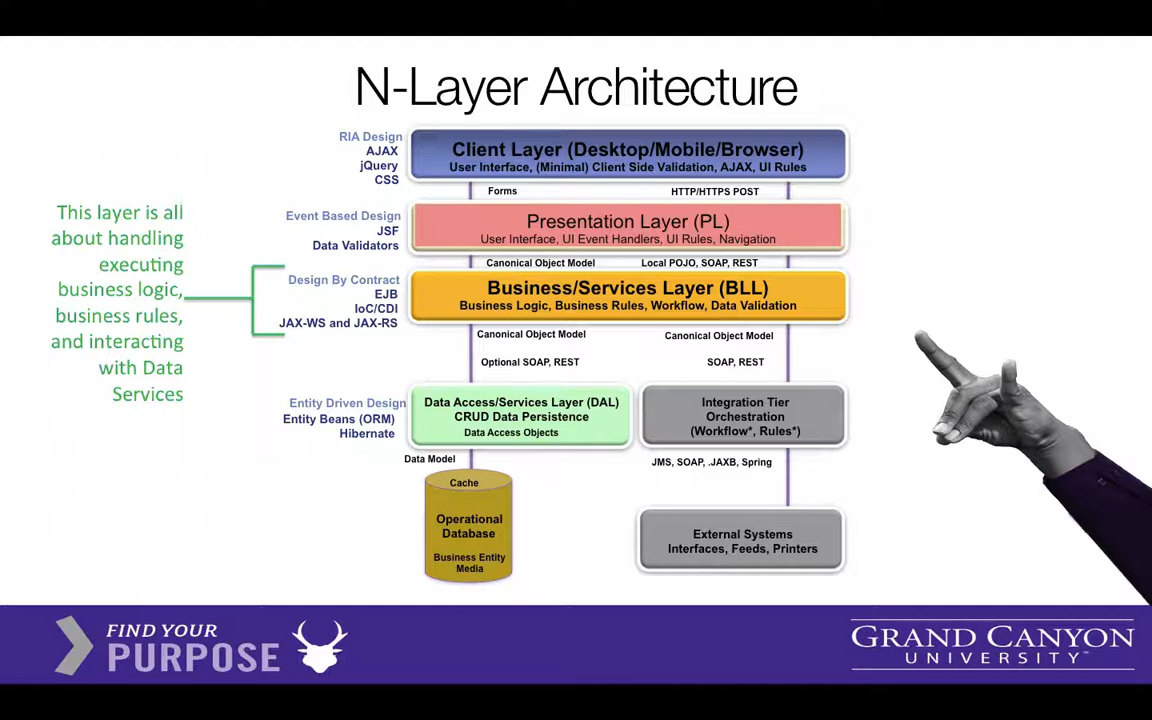 N-Layer Architecture
RIA Design
AJAX
jQuery
CSS
Client Layer (Desktop/Mobile/Browser)
User Interface, (Minimal) Client Side Validation, AJAX, UI Rules
Forms
HTTP/HTTPS POST
Event Based Design
JSF
Data Validators
Presentation Layer (PL)
User Interface, UI Event Handlers, UI Rules, Navigation
Canonical Object Model
Local POJO, SOAP, REST
This layer is all
about handling
executing
business logic,
business rules,
and interacting
with Data
Services
Design By Contract
EJB
IoC/CDI
JAX-WS and JAX-RS
Business/Services Layer (BLL)
Business Logic, Business Rules, Workflow, Data Validation
Canonical Object Model
Canonical Object Model
Optional SOAP, REST
SOAP, REST
Entity Driven Design
Entity Beans (ORM)
Hibernate
Data Access/Services Layer (DAL)
CRUD Data Persistence
Data Access Objects
Integration Tier
Orchestration
(Workflow*, Rules*)
Data Model
JMS, SOAP, .JAXB, Spring
Cache
Operational
Database
Business Entity
Media
External Systems
Interfaces, Feeds, Printers
FIND YOUR
PURPOSE
GRAND CANYON
UNIVERSITY™